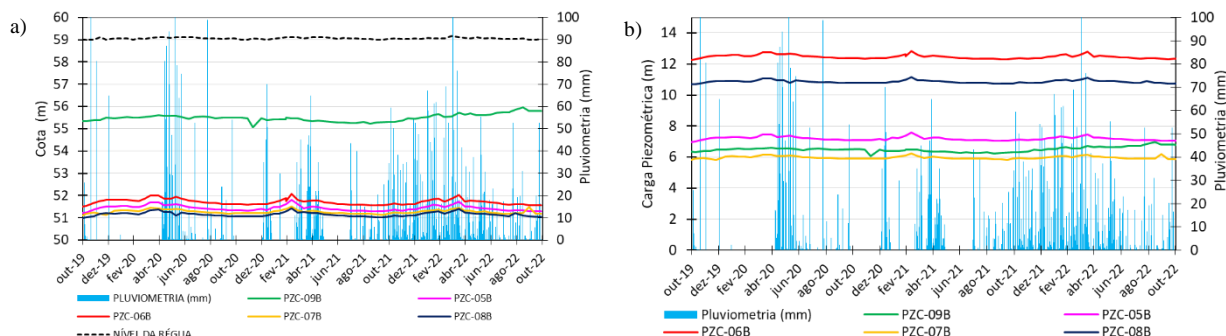 a)
Cota (m)
60
59
58
57
56
55
54
53
52
51
50
100
90
80
70
60
50
40
30
20
10
0
Pluviometria (mm)
out-19
dez-19
fev-20
abr-20
jun-20
ago-20
out-20
dez-20
fev-21
abr-21
jun-21
ago-21
out-21
dez-21
fev-22
abr-22
jun-22
ago-22
out-22
PLUVIOMETRIA (mm) PZC-09B PZC-05B
PZC-06B PZC-07B PZC-08B
NÍVEL DA RÉGUA
b)
Carga Piezométrica (m)
14
12
10
8
6
4
2
0
100
90
80
70
60
50
40
30
20
10
0
Pluviometria (mm)
out-19
dez-19
fev-20
abr-20
jun-20
ago-20
out-20
dez-20
fev-21
abr-21
jun-21
ago-21
out-21
dez-21
fev-22
abr-22
jun-22
ago-22
out-22
Pluviometria (mm) PZC-09B PZC-05B
PZC-06B PZC-07B PZC-08B